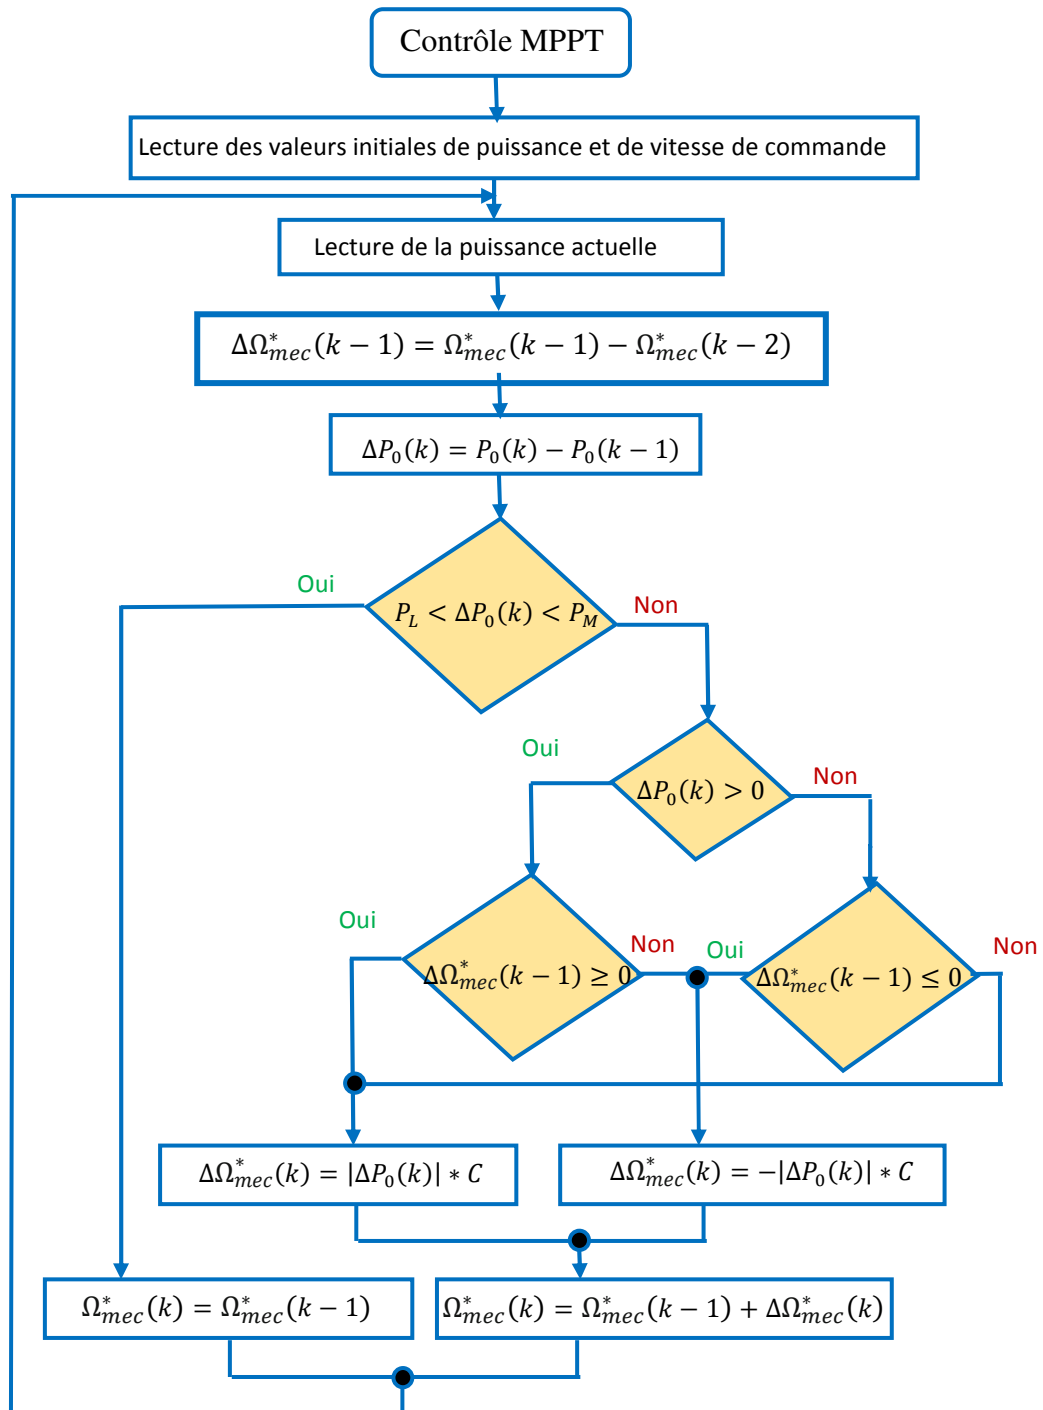 Contrôle MPPT
Lecture des valeurs initiales de puissance et de vitesse de commande
Lecture de la puissance actuelle
ΔΩ*mec(k − 1) = Ω*mec(k − 1) − Ω*mec(k − 2)
ΔP₀(k) = P₀(k) − P₀(k − 1)
Oui
P_L < ΔP₀(k) < P_M
Non
Oui
ΔP₀(k) > 0
Non
Oui
ΔΩ*mec(k − 1) ≥ 0
Non
Oui
ΔΩ*mec(k − 1) ≤ 0
Non
ΔΩ*mec(k) = |ΔP₀(k)| * C
ΔΩ*mec(k) = −|ΔP₀(k)| * C
Ω*mec(k) = Ω*mec(k − 1)
Ω*mec(k) = Ω*mec(k − 1) + ΔΩ*mec(k)